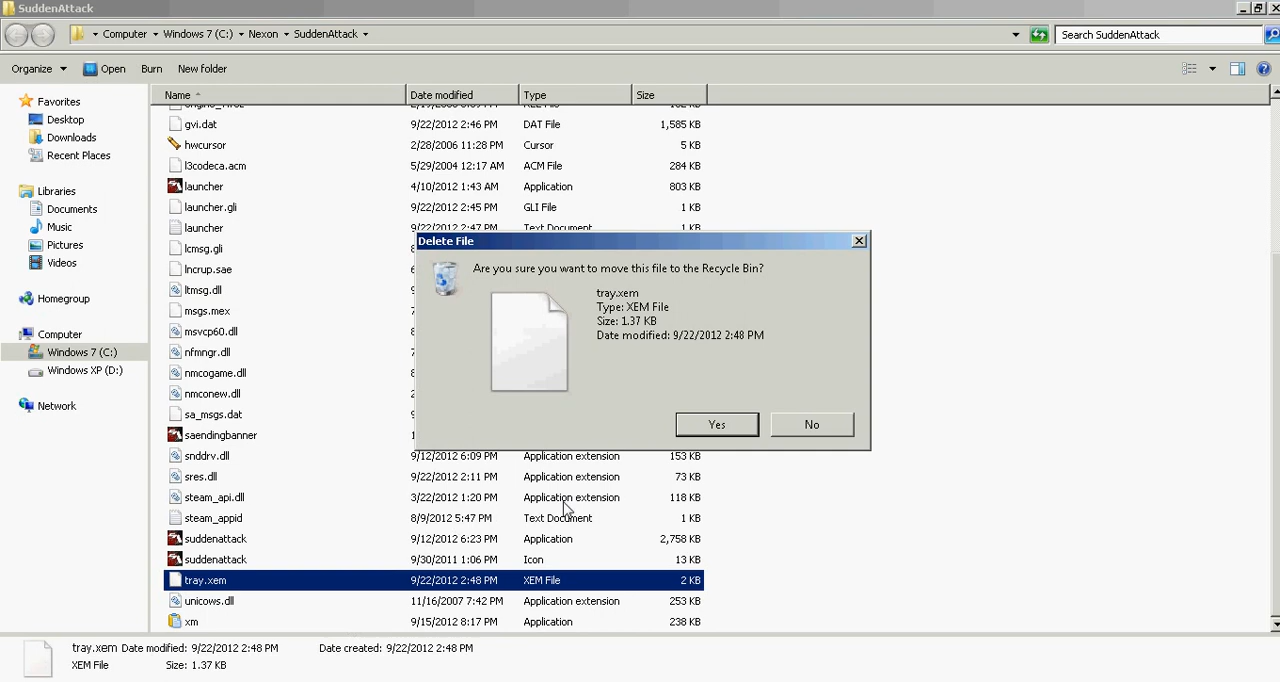 SuddenAttack
Computer Windows 7 (C:) Nexon SuddenAttack
Search SuddenAttack
Organize Open Burn New folder
Favorites
Desktop
Downloads
Recent Places
Libraries
Documents
Music
Pictures
Videos
Homegroup
Computer
Windows 7 (C:)
Windows XP (D:)
Network
Name Date modified Type Size
gvi.dat 9/22/2012 2:46 PM DAT File 1,585 KB
hwcursor 2/28/2006 11:28 PM Cursor 5 KB
l3codeca.acm 5/29/2004 12:17 AM ACM File 284 KB
launcher 4/10/2012 1:43 AM Application 803 KB
launcher.gli 9/22/2012 2:45 PM GLI File 1 KB
launcher 9/22/2012 2:47 PM Text Document 1 KB
lcmsg.gli
lncrup.sae
ltmsg.dll
msgs.mex
msvcp60.dll
nfmngr.dll
nmcogame.dll
nmconew.dll
sa_msgs.dat
saendingbanner
snddrv.dll 9/12/2012 6:09 PM Application extension 153 KB
sres.dll 9/22/2012 2:11 PM Application extension 73 KB
steam_api.dll 3/22/2012 1:20 PM Application extension 118 KB
steam_appid 8/9/2012 5:47 PM Text Document 1 KB
suddenattack 9/12/2012 6:23 PM Application 2,758 KB
suddenattack 9/30/2011 1:06 PM Icon 13 KB
tray.xem 9/22/2012 2:48 PM XEM File 2 KB
unicows.dll 11/16/2007 7:42 PM Application extension 253 KB
xm 9/15/2012 8:17 PM Application 238 KB
Delete File
Are you sure you want to move this file to the Recycle Bin?
tray.xem
Type: XEM File
Size: 1.37 KB
Date modified: 9/22/2012 2:48 PM
Yes No
tray.xem Date modified: 9/22/2012 2:48 PM Date created: 9/22/2012 2:48 PM
XEM File Size: 1.37 KB